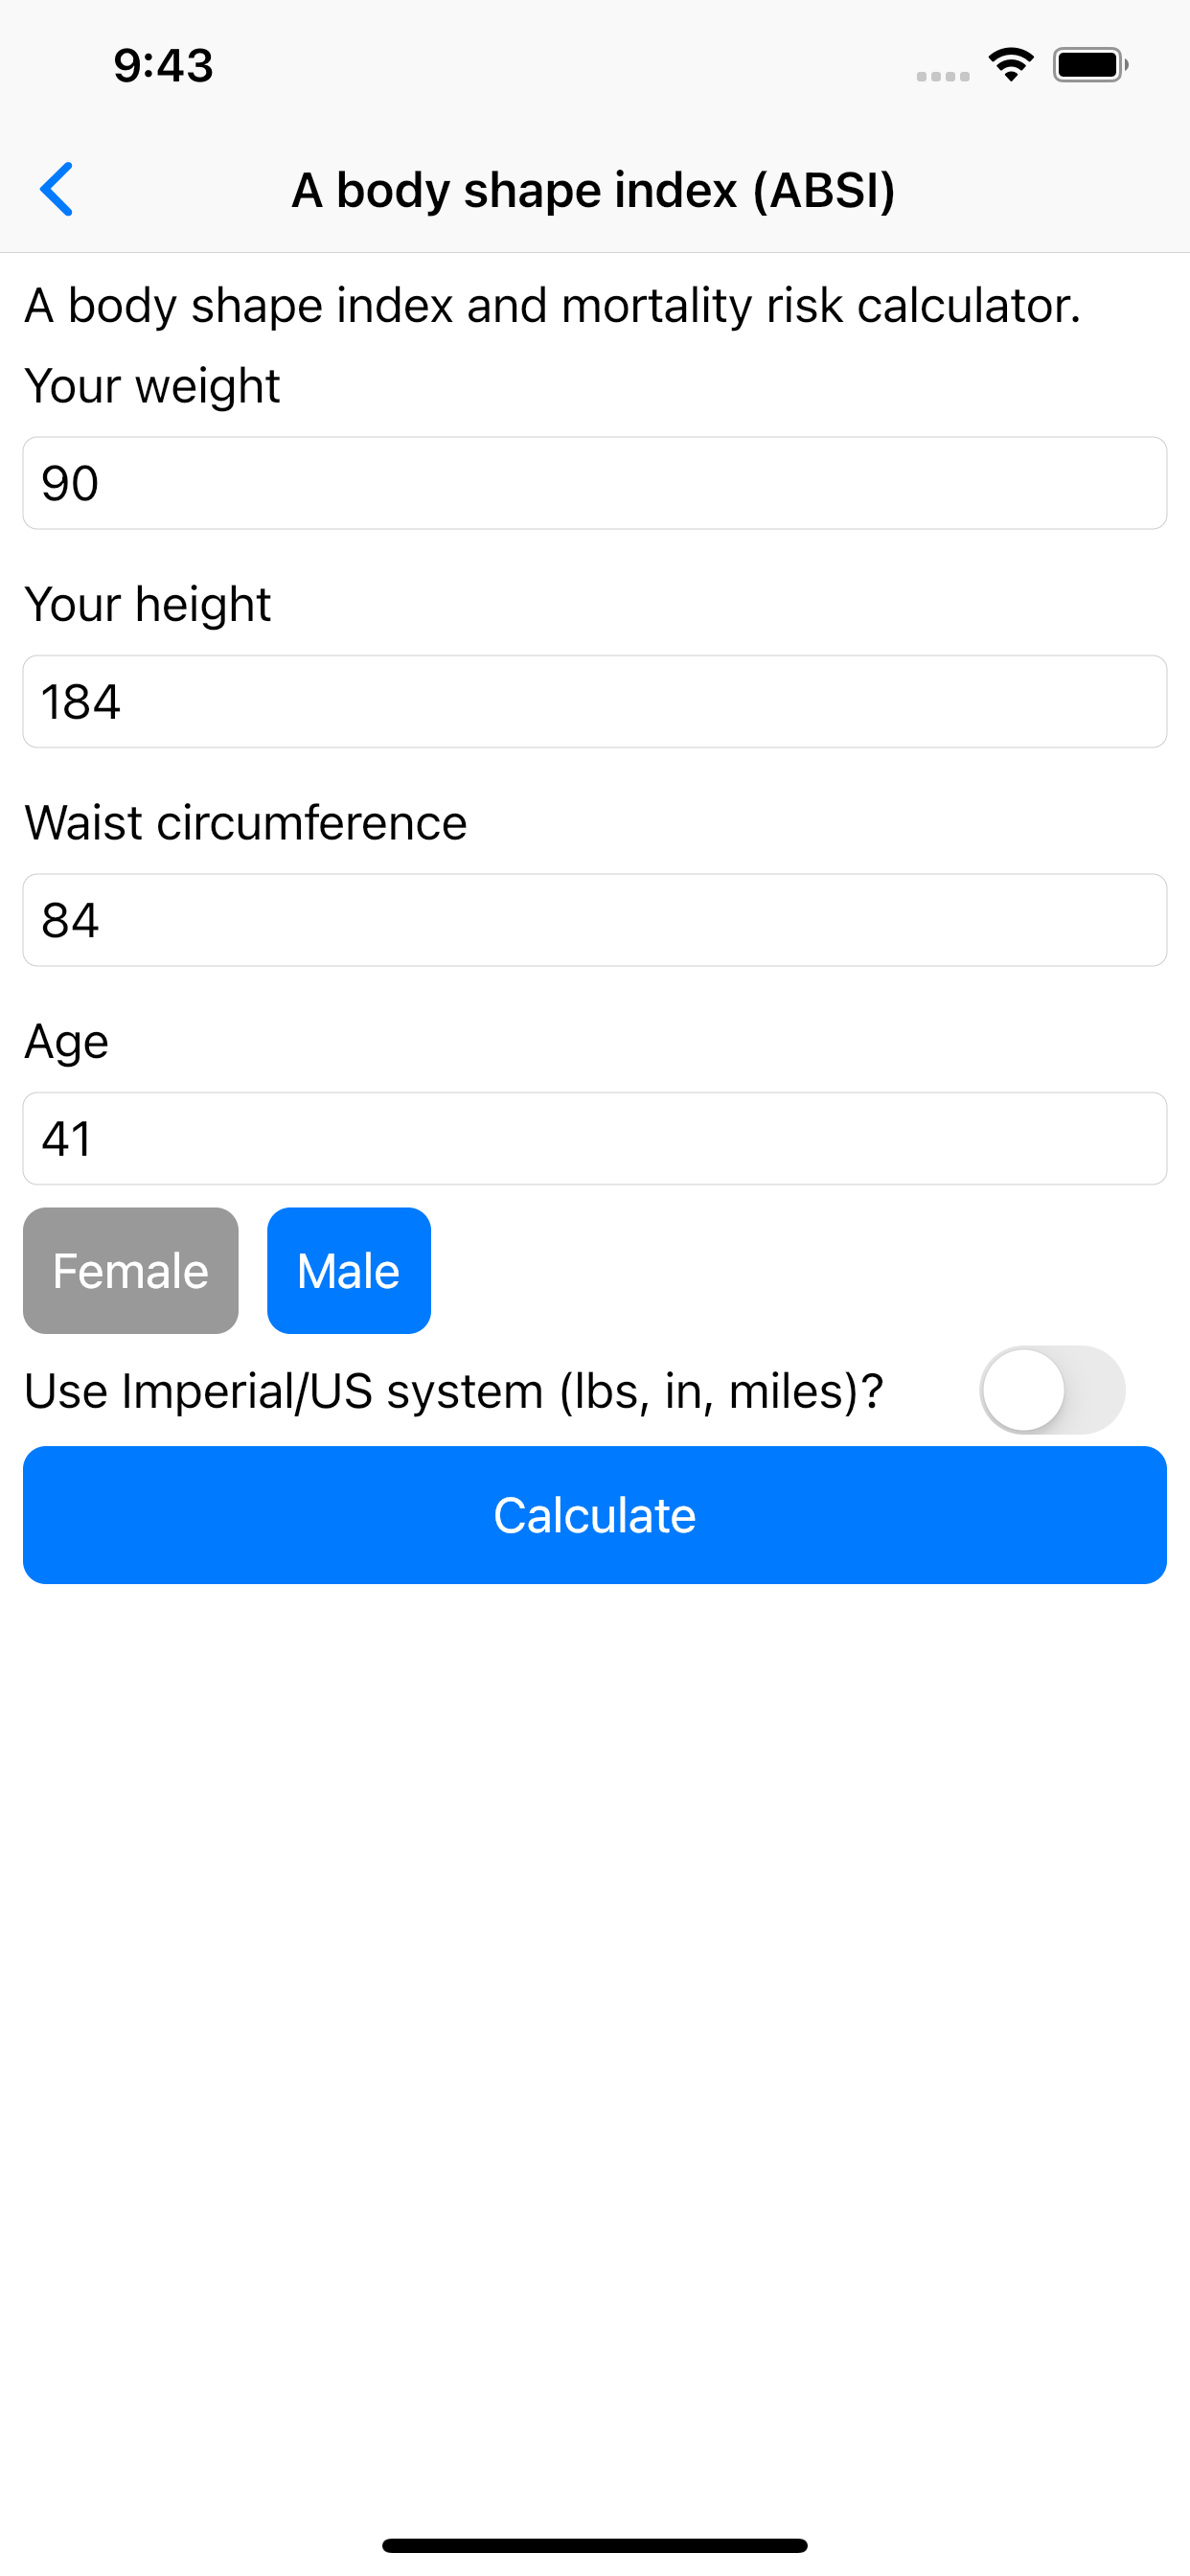 9:43
A body shape index (ABSI)
A body shape index and mortality risk calculator.
Your weight
90
Your height
184
Waist circumference
84
Age
41
Female Male
Use Imperial/US system (lbs, in, miles)?
Calculate